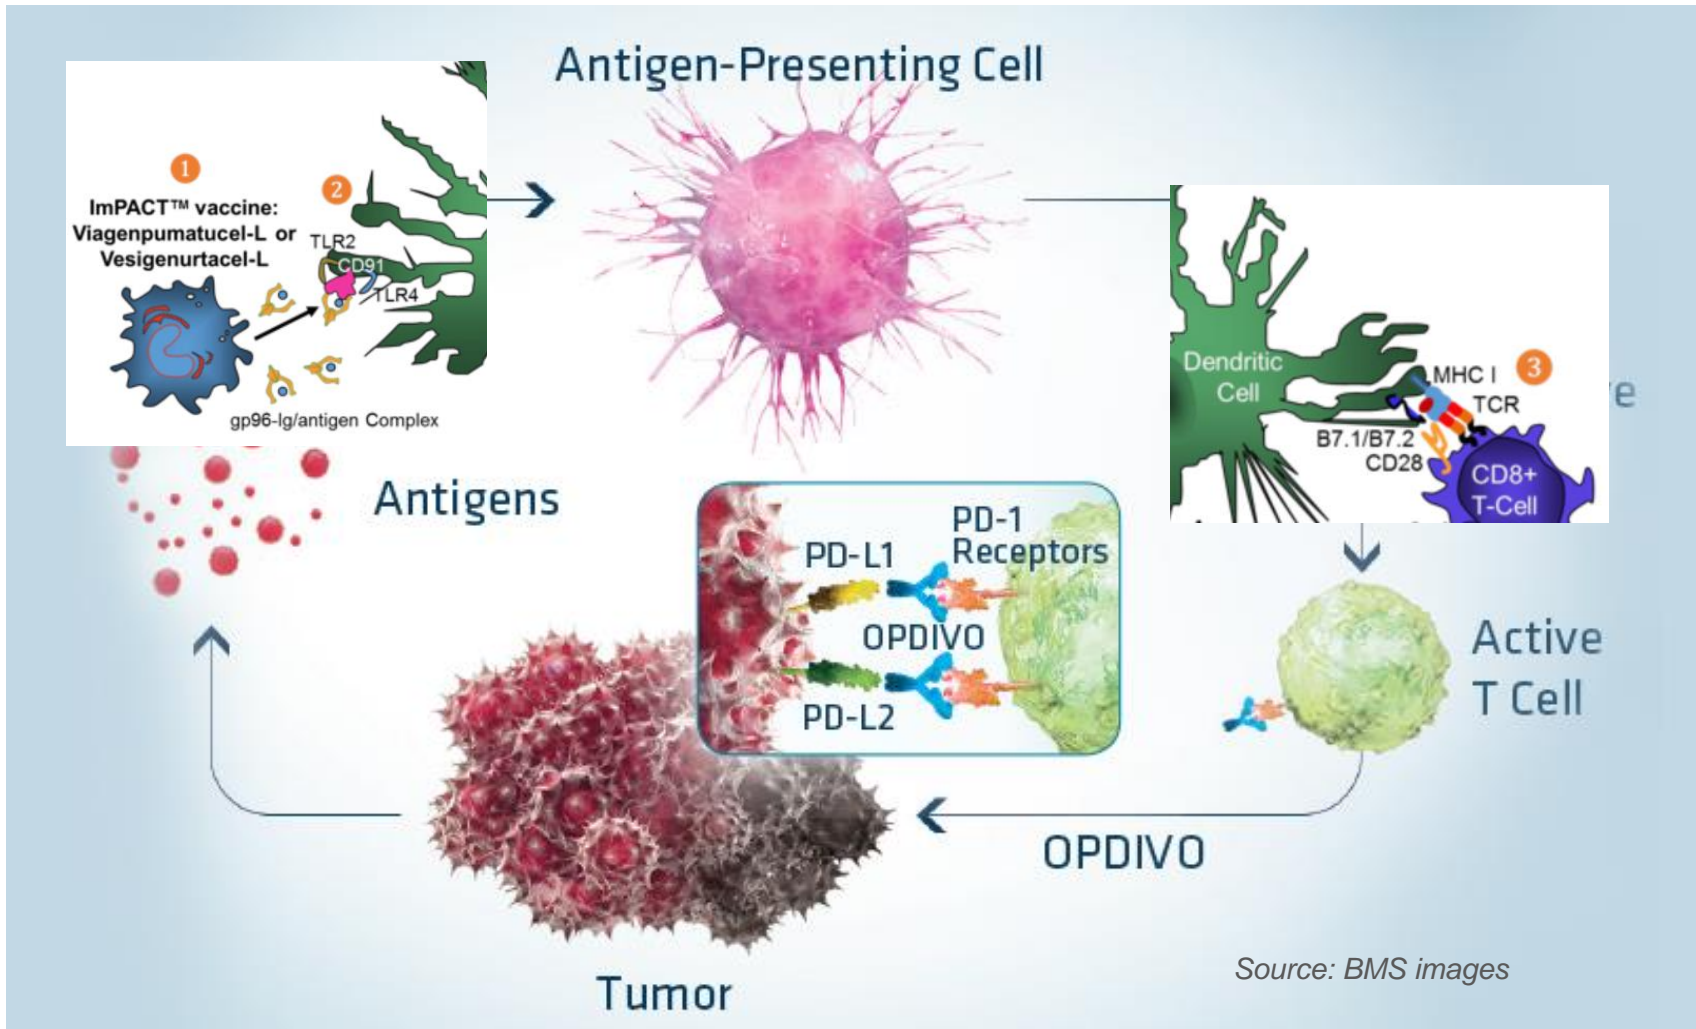 Antigen-Presenting Cell
1
2
ImPACT™ vaccine:
Viagenpumatucel-L or
Vesigenurtacel-L
TLR2
CD91
TLR4
gp96-Ig/antigen Complex
Dendritic
Cell
3
MHC I
TCR
B7.1/B7.2
CD28
CD8+
T-Cell
Antigens
PD-1
Receptors
PD-L1
OPDIVO
PD-L2
Active
T Cell
OPDIVO
Tumor
Source: BMS images